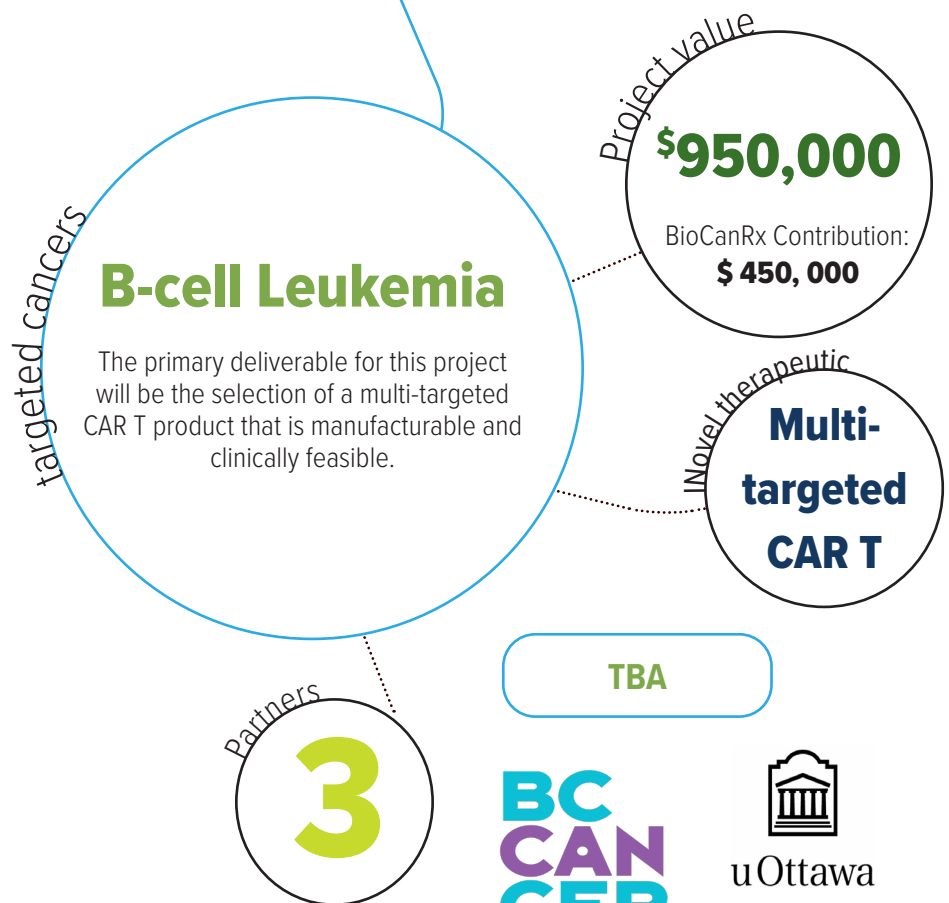 targeted cancers
B-cell Leukemia
The primary deliverable for this project
will be the selection of a multi-targeted
CAR T product that is manufacturable and
clinically feasible.
Project value
$950,000
BioCanRx Contribution:
$ 450, 000
INovel therapeutic
Multi-
targeted
CAR T
Partners
3
TBA
BC
CAN
CER
uOttawa